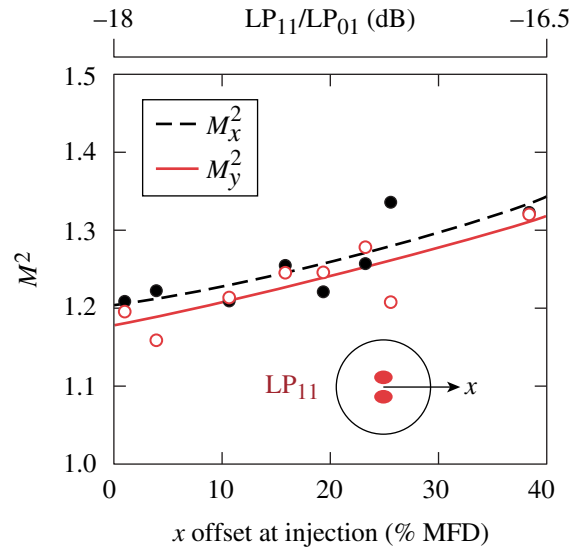 −18 LP₁₁/LP₀₁ (dB) −16.5
1.5
1.4
1.3
1.2
1.1
1.0
M²
M²ₓ
M²ᵧ
LP₁₁
x
0 10 20 30 40
x offset at injection (% MFD)